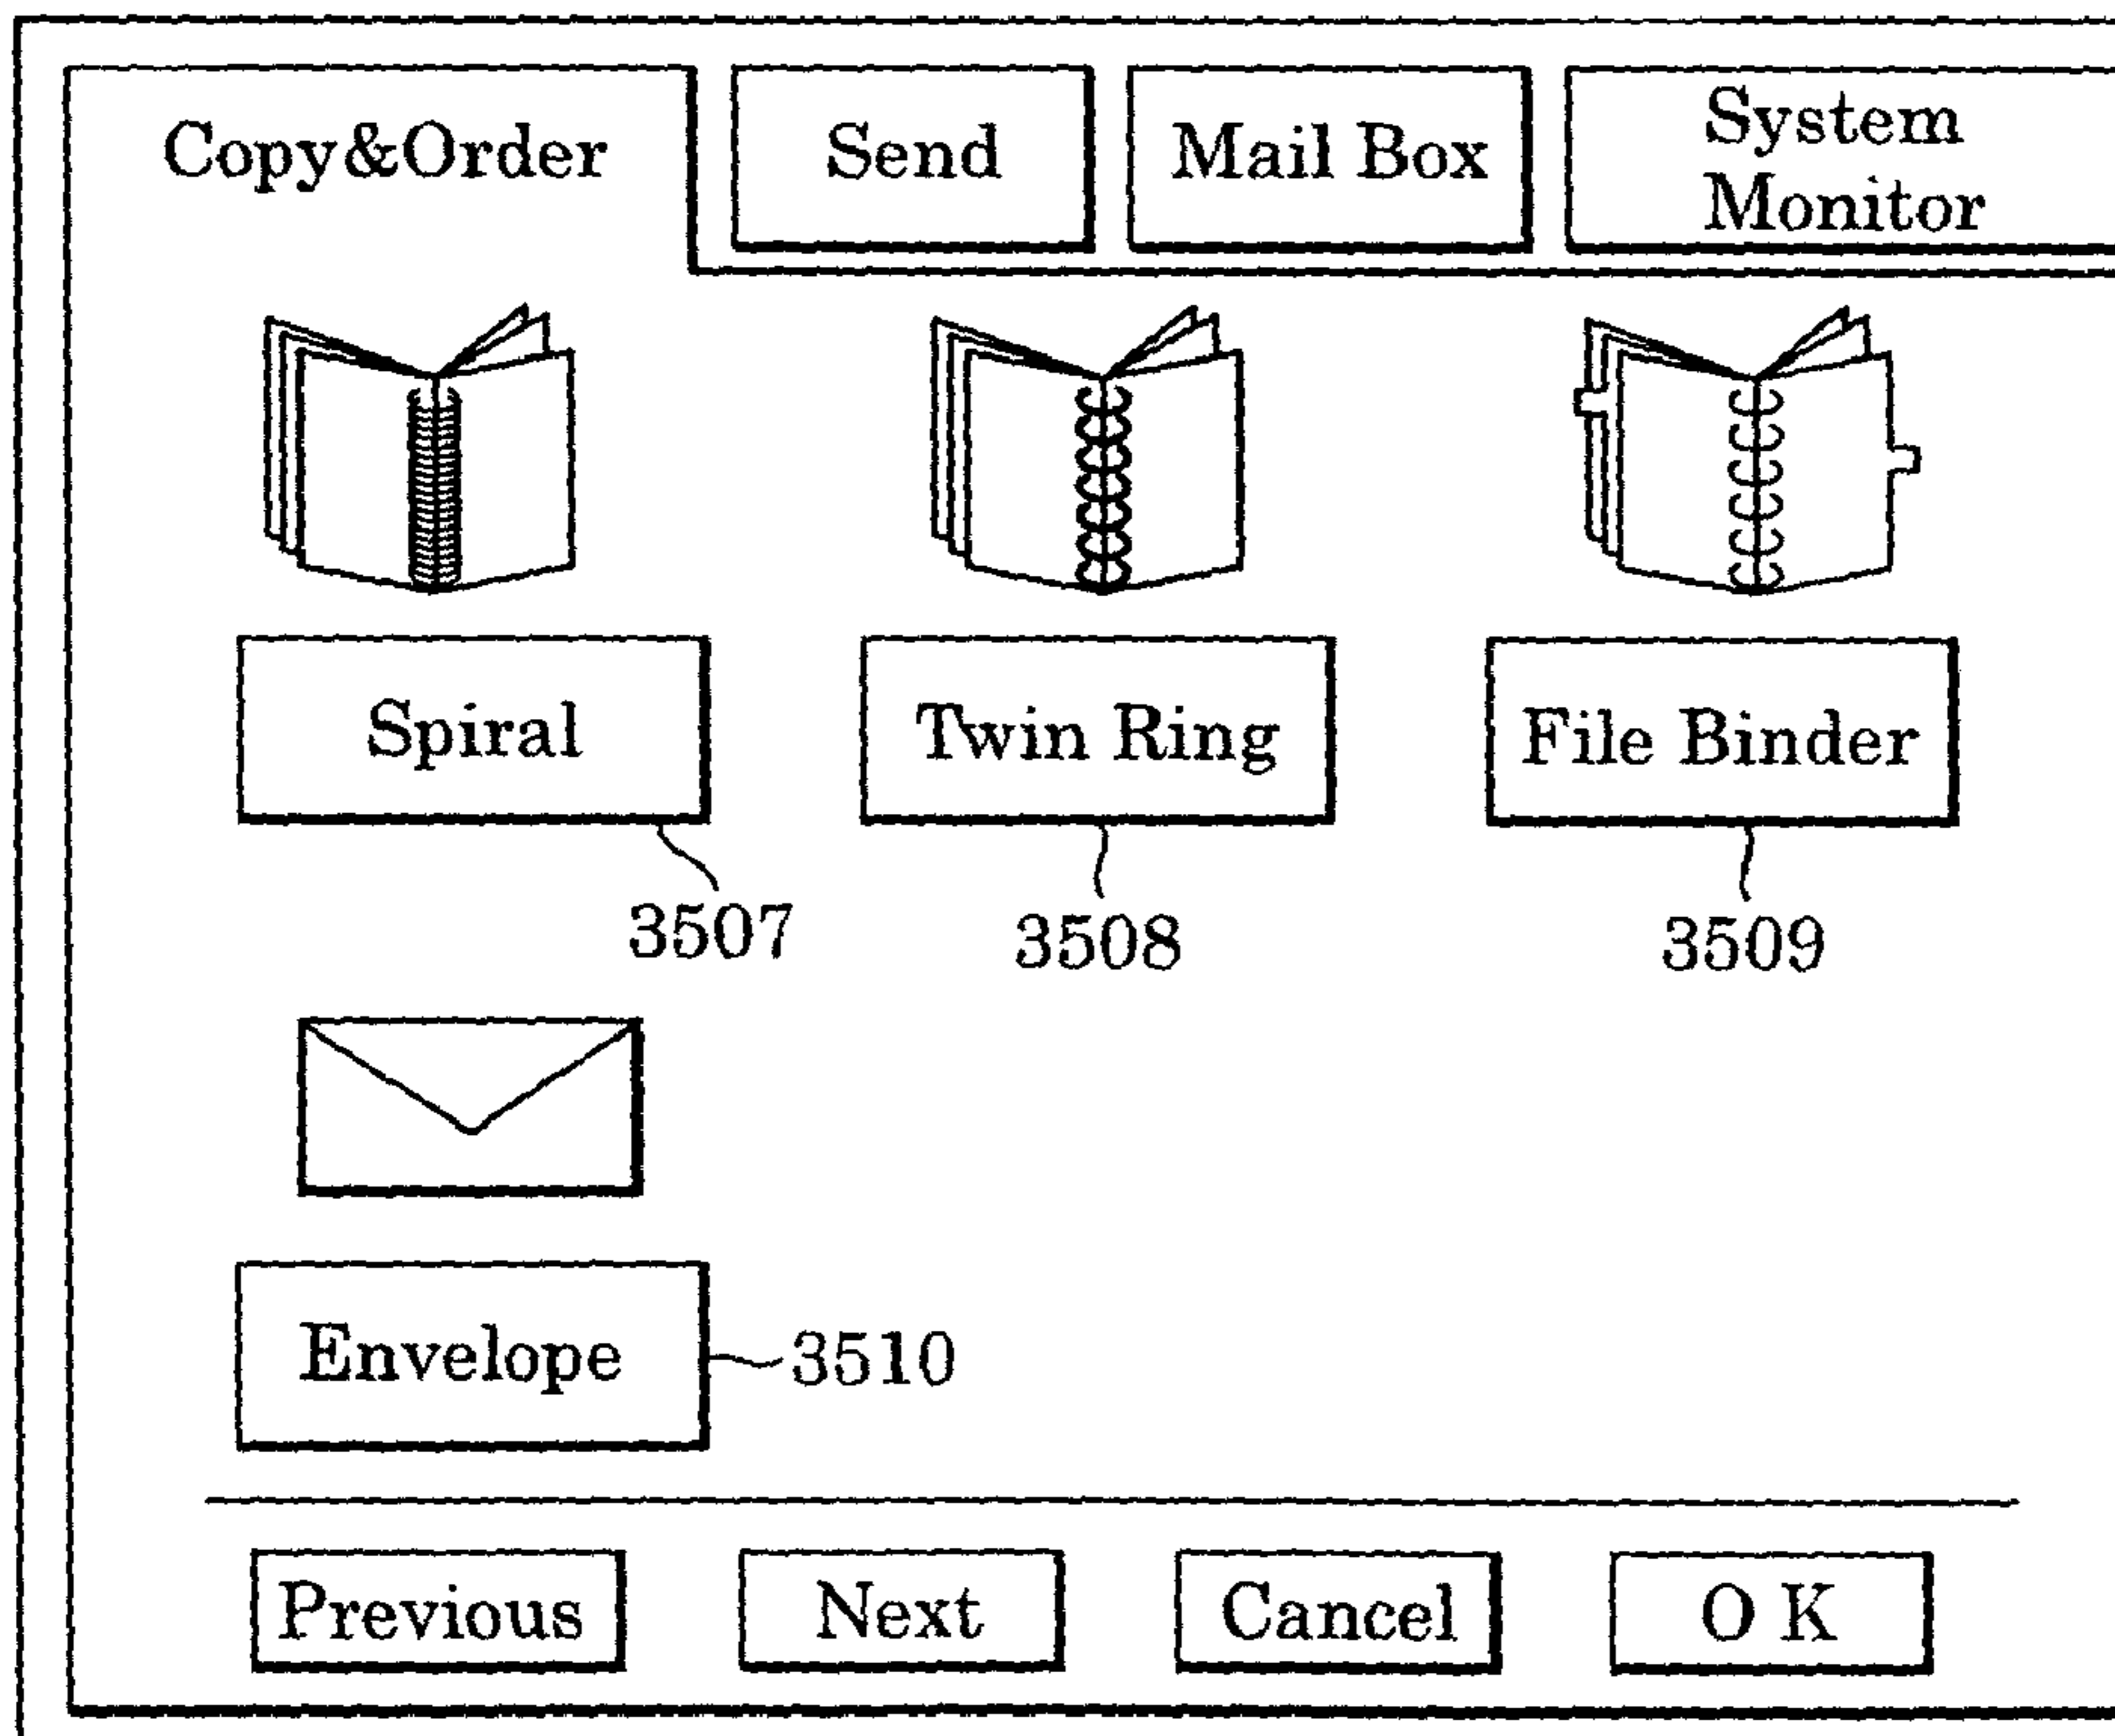 Copy&Order
Send
Mail Box
System
Monitor
Spiral
Twin Ring
File Binder
3507
3508
3509
Envelope
3510
Previous
Next
Cancel
O K